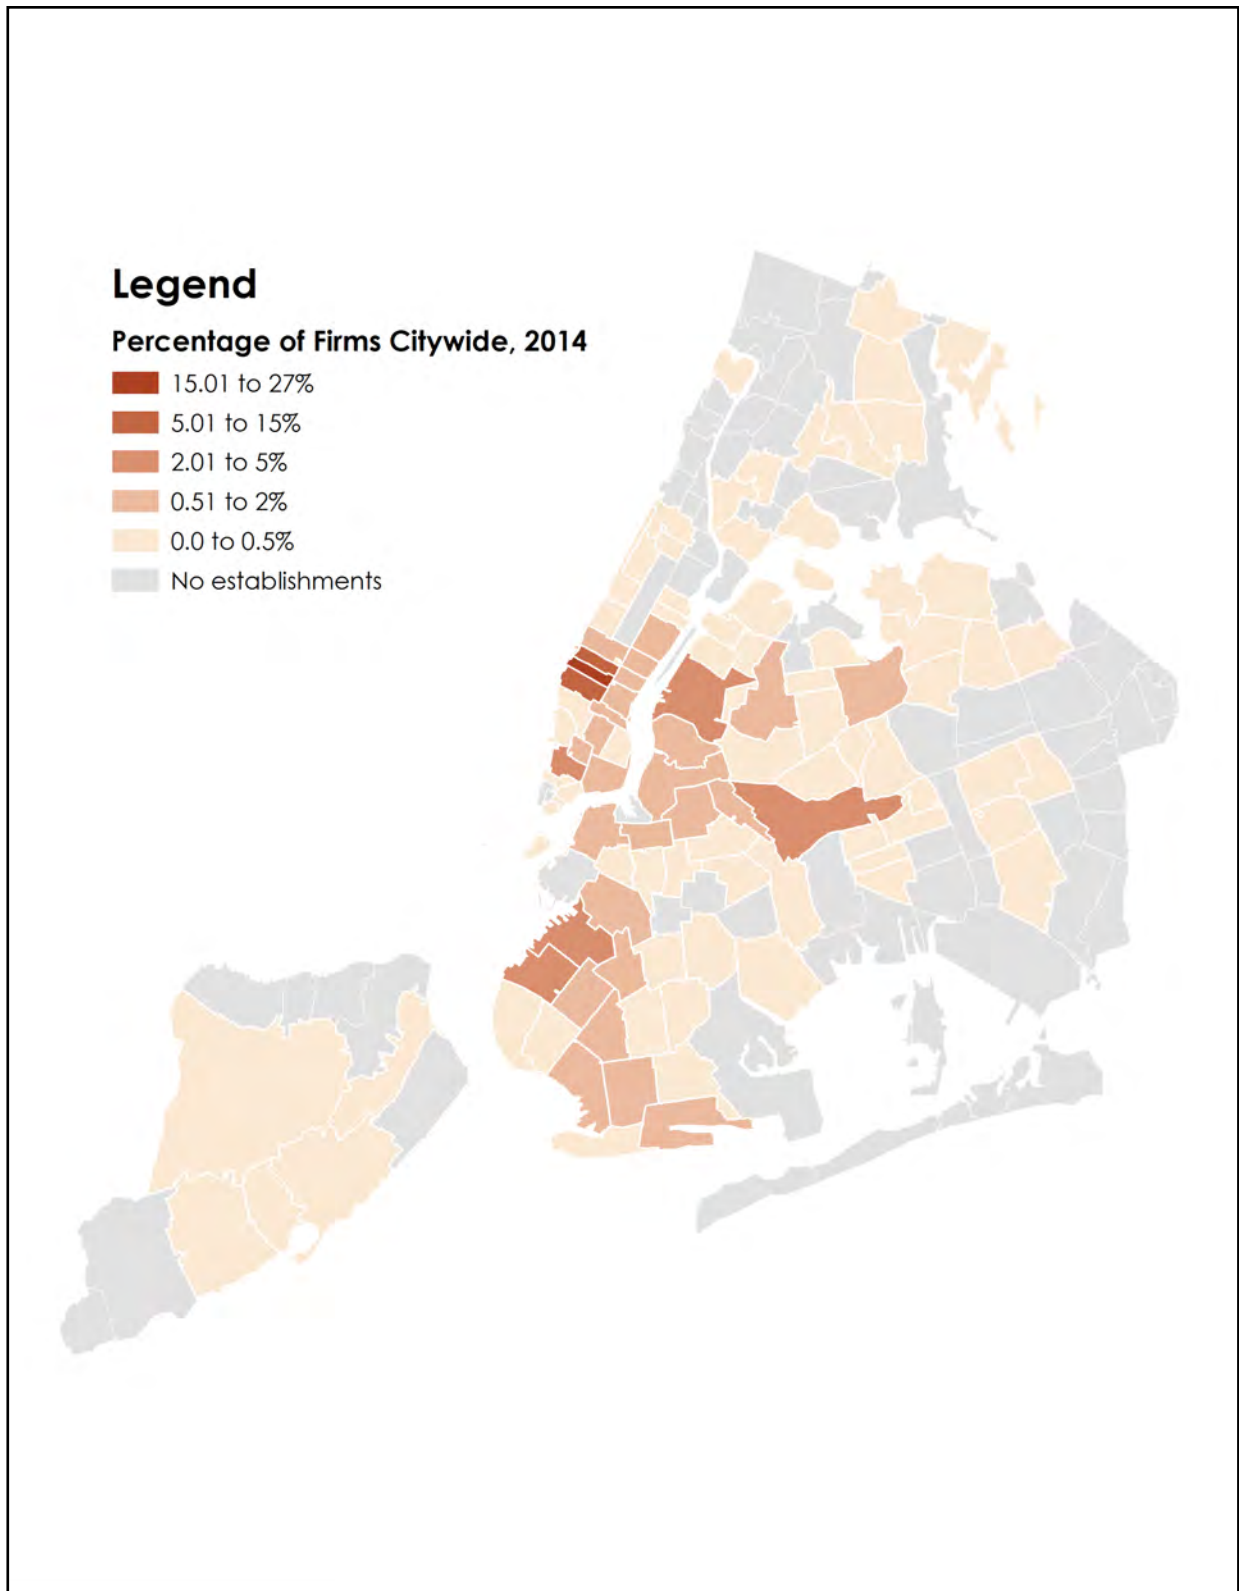 Legend
Percentage of Firms Citywide, 2014
15.01 to 27%
5.01 to 15%
2.01 to 5%
0.51 to 2%
0.0 to 0.5%
No establishments